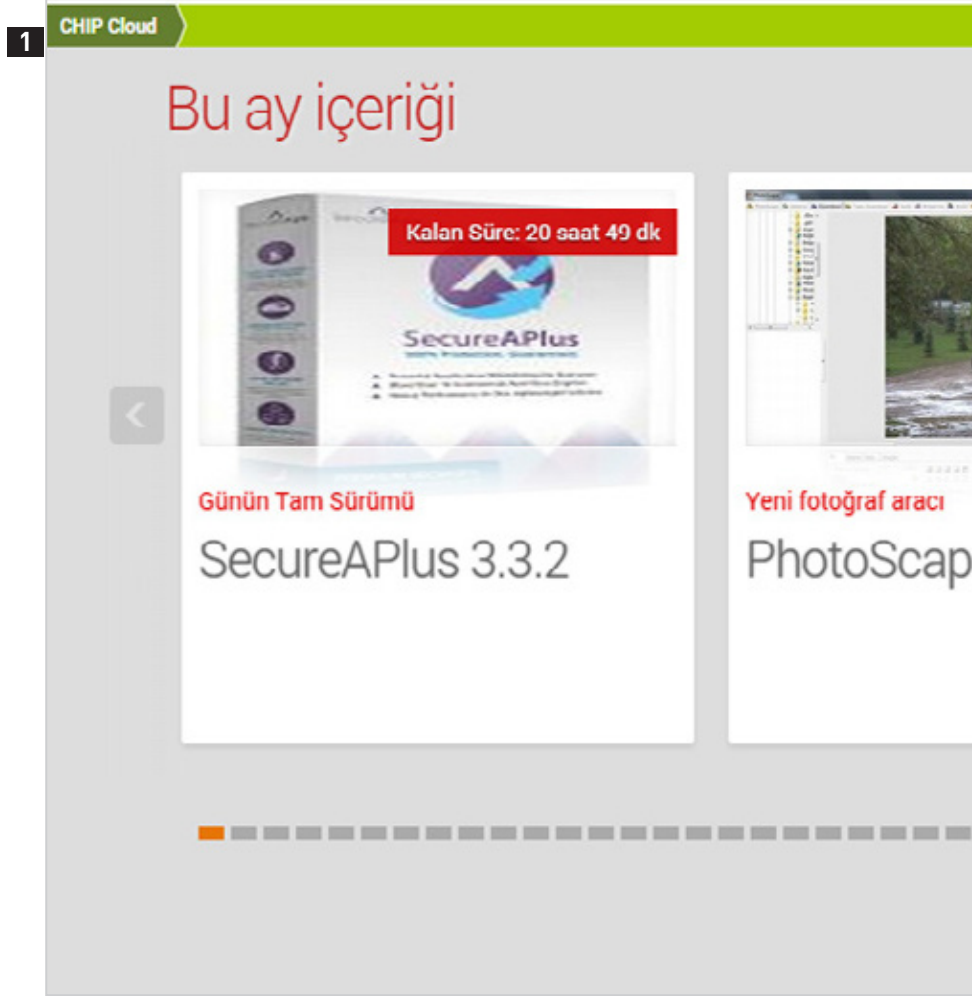 1
CHIP Cloud
Bu ay içeriği
Kalan Süre: 20 saat 49 dk
SecureAPlus
Günün Tam Sürümü
SecureAPlus 3.3.2
Yeni fotoğraf aracı
PhotoScap